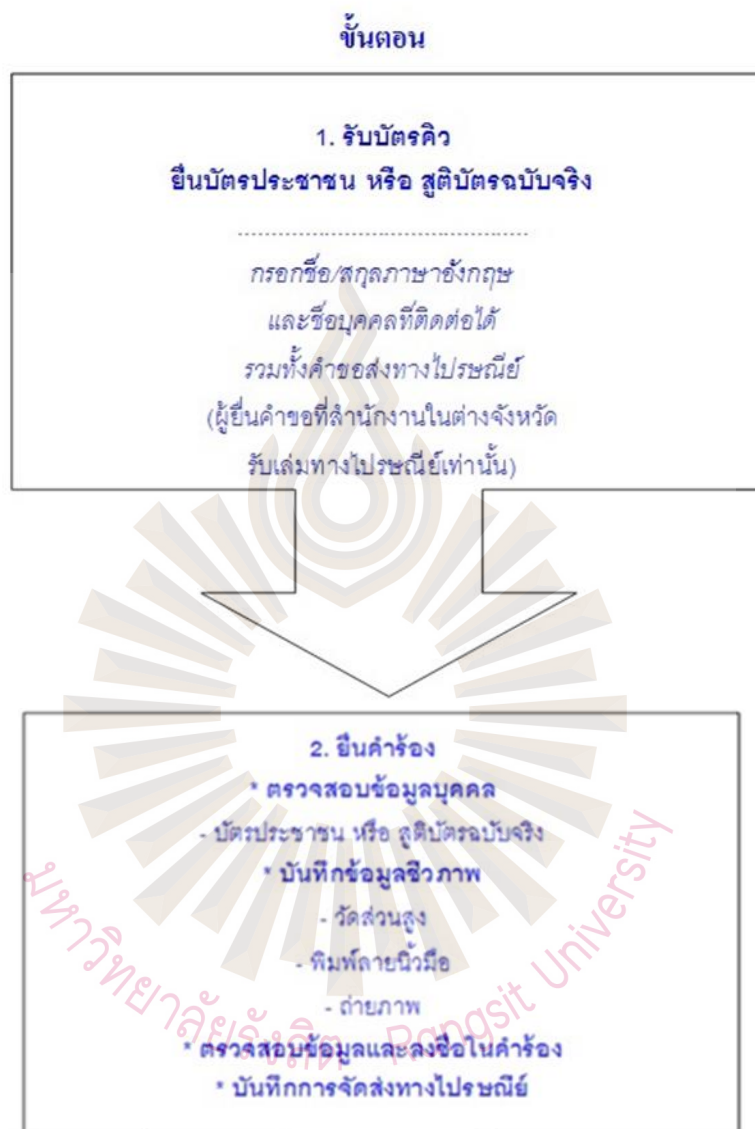 ขั้นตอน
1. รับบัตรคิว
ยื่นบัตรประชาชน หรือ สูติบัตรฉบับจริง
............................................
กรอกชื่อ/สกุลภาษาอังกฤษ
และชื่อบุคคลที่ติดต่อได้
รวมทั้งคำขอส่งทางไปรษณีย์
(ผู้ยื่นคำขอที่สำนักงานในต่างจังหวัด
รับเล่มทางไปรษณีย์เท่านั้น)
2. ยื่นคำร้อง
* ตรวจสอบข้อมูลบุคคล
- บัตรประชาชน หรือ สูติบัตรฉบับจริง
* บันทึกข้อมูลชีวภาพ
- วัดส่วนสูง
- พิมพ์ลายนิ้วมือ
- ถ่ายภาพ
* ตรวจสอบข้อมูลและลงชื่อในคำร้อง
* บันทึกการจัดส่งทางไปรษณีย์
มหาวิทยาลัยรังสิต Rangsit University